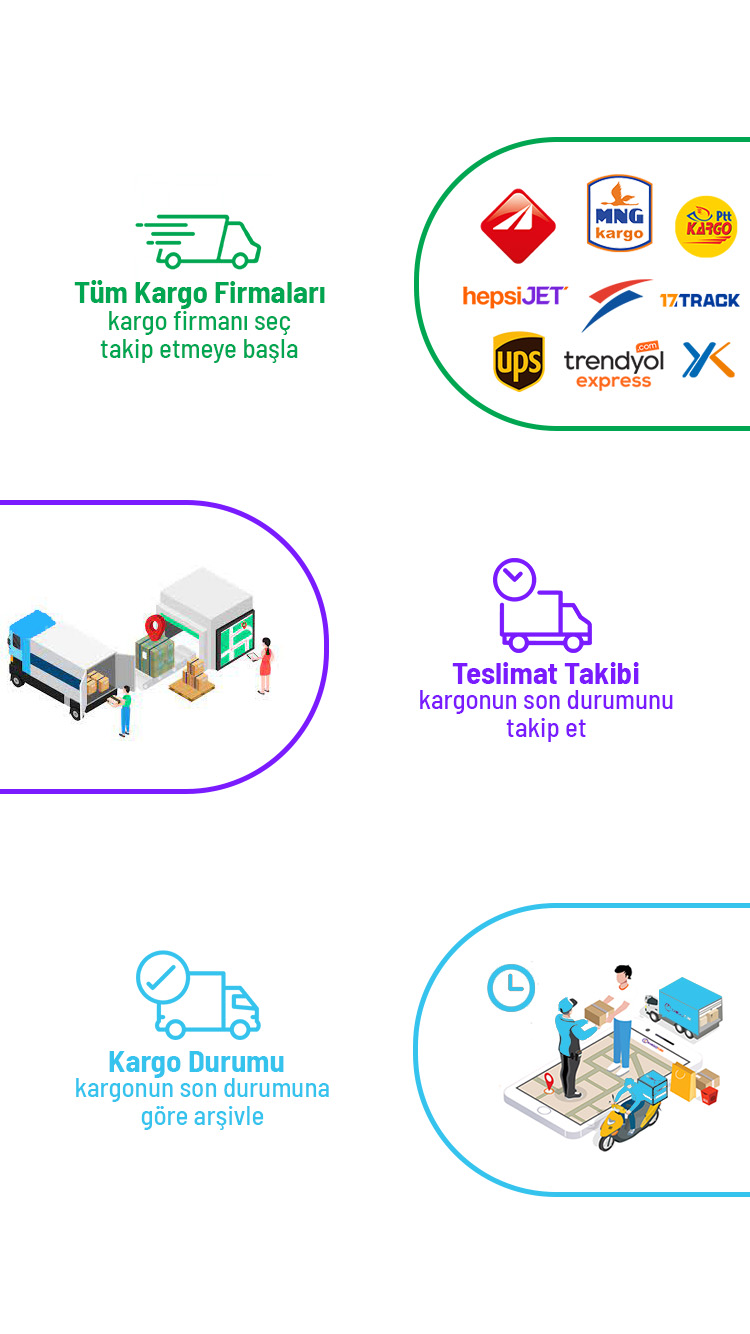 Tüm Kargo Firmaları
kargo firmanı seç
takip etmeye başla
MNG
kargo
Ptt
KARGO
hepsiJET
17TRACK
ups
trendyol
.com
express
Teslimat Takibi
kargonun son durumunu
takip et
Kargo Durumu
kargonun son durumuna
göre arşivle